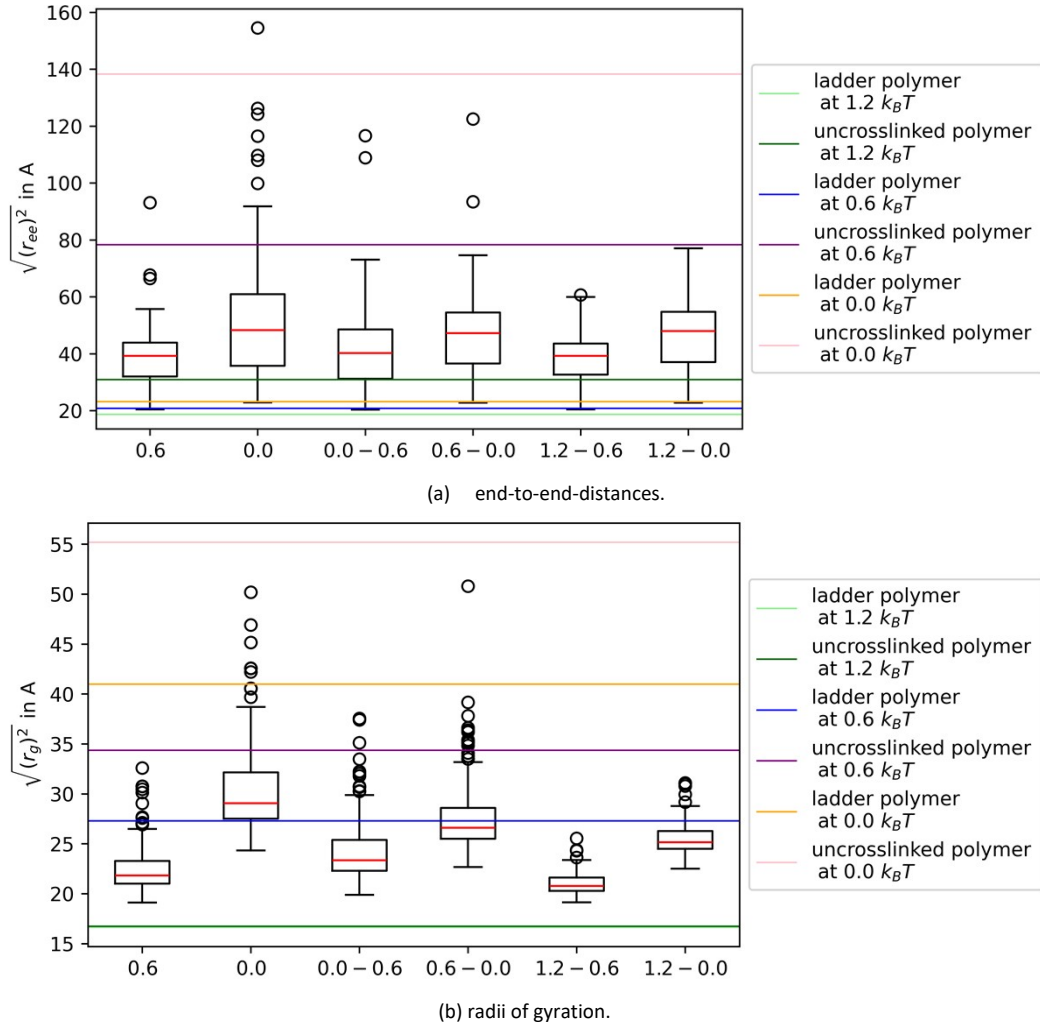 160
140
120
100
80
60
40
20
√(r_ee)² in A
0.6
0.0
0.0 − 0.6
0.6 − 0.0
1.2 − 0.6
1.2 − 0.0
ladder polymer
at 1.2 k_BT
uncrosslinked polymer
at 1.2 k_BT
ladder polymer
at 0.6 k_BT
uncrosslinked polymer
at 0.6 k_BT
ladder polymer
at 0.0 k_BT
uncrosslinked polymer
at 0.0 k_BT
(a) end-to-end-distances.
55
50
45
40
35
30
25
20
15
√(r_g)² in A
0.6
0.0
0.0 − 0.6
0.6 − 0.0
1.2 − 0.6
1.2 − 0.0
ladder polymer
at 1.2 k_BT
uncrosslinked polymer
at 1.2 k_BT
ladder polymer
at 0.6 k_BT
uncrosslinked polymer
at 0.6 k_BT
ladder polymer
at 0.0 k_BT
uncrosslinked polymer
at 0.0 k_BT
(b) radii of gyration.